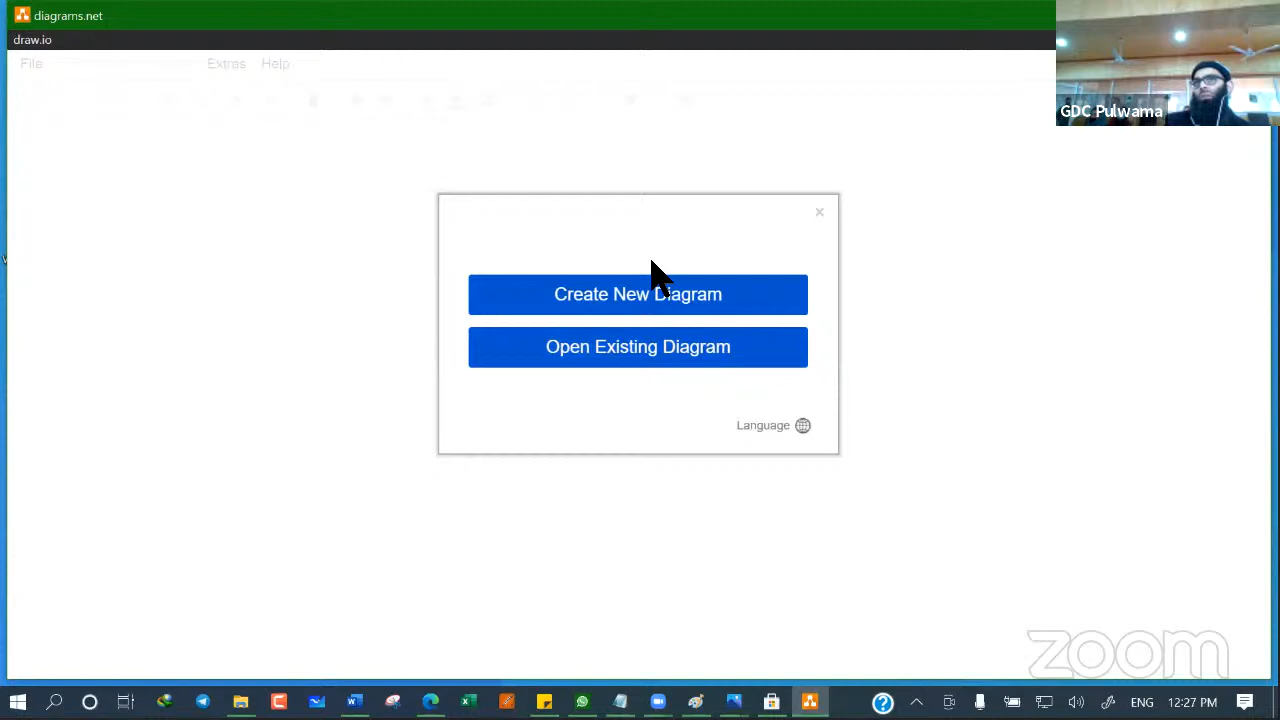 diagrams.net
draw.io
File
Extras
Help
GDC Pulwama
Create New Diagram
Open Existing Diagram
Language
zoom
ENG
12:27 PM